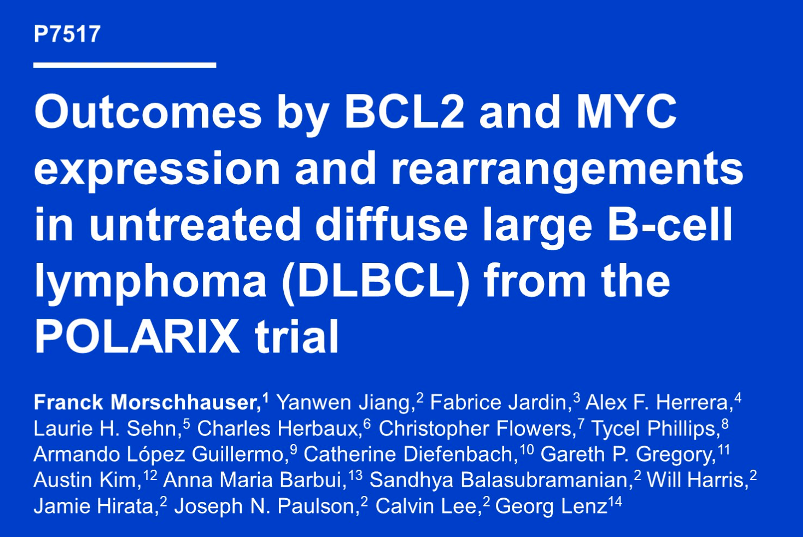 P7517
Outcomes by BCL2 and MYC
expression and rearrangements
in untreated diffuse large B-cell
lymphoma (DLBCL) from the
POLARIX trial
Franck Morschhauser,¹ Yanwen Jiang,² Fabrice Jardin,³ Alex F. Herrera,⁴
Laurie H. Sehn,⁵ Charles Herbaux,⁶ Christopher Flowers,⁷ Tycel Phillips,⁸
Armando López Guillermo,⁹ Catherine Diefenbach,¹⁰ Gareth P. Gregory,¹¹
Austin Kim,¹² Anna Maria Barbui,¹³ Sandhya Balasubramanian,² Will Harris,²
Jamie Hirata,² Joseph N. Paulson,² Calvin Lee,² Georg Lenz¹⁴